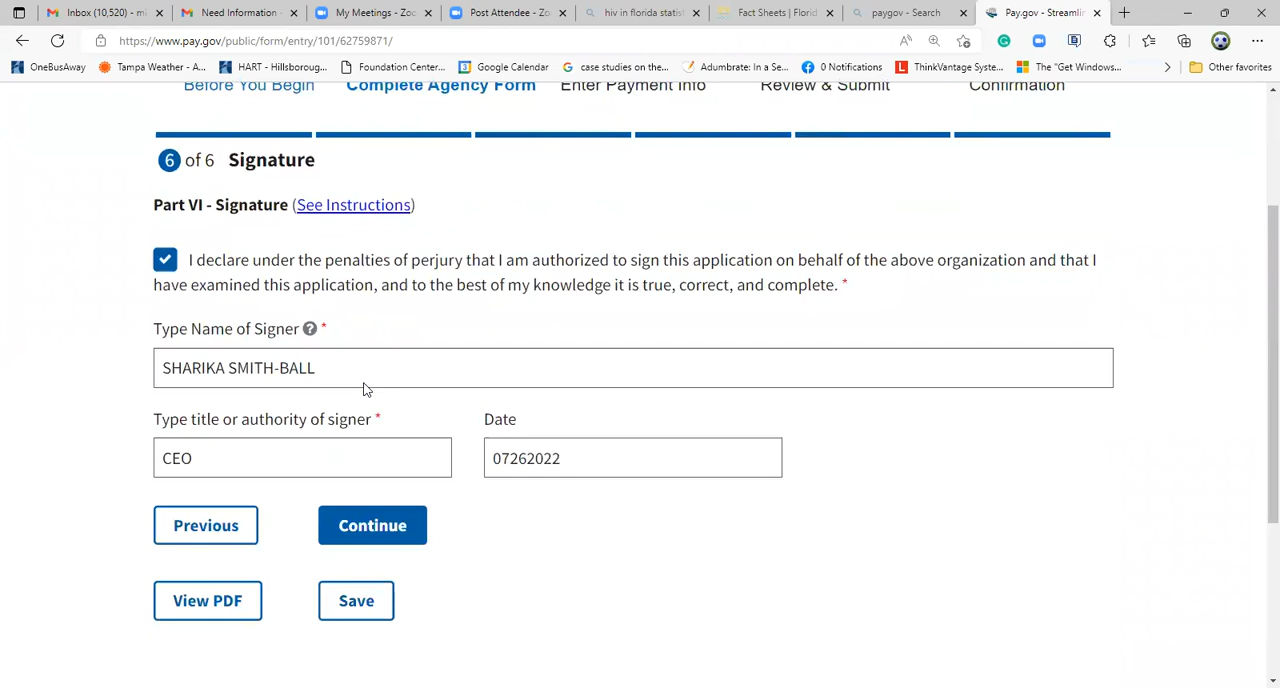 Inbox (10,520) - mi
Need Information -
My Meetings - Zoo
Post Attendee - Zo
hiv in florida statist
Fact Sheets | Florid
paygov - Search
Pay.gov - Streamlin
https://www.pay.gov/public/form/entry/101/62759871/
OneBusAway
Tampa Weather - A...
HART - Hillsboroug...
Foundation Center...
Google Calendar
case studies on the...
Adumbrate: In a Se...
0 Notifications
ThinkVantage Syste...
The "Get Windows...
Other favorites
Before You Begin
Complete Agency Form
Enter Payment Info
Review & Submit
Confirmation
6 of 6 Signature
Part VI - Signature (See Instructions)
I declare under the penalties of perjury that I am authorized to sign this application on behalf of the above organization and that I
have examined this application, and to the best of my knowledge it is true, correct, and complete. *
Type Name of Signer ? *
SHARIKA SMITH-BALL
Type title or authority of signer *
Date
CEO
07262022
Previous
Continue
View PDF
Save